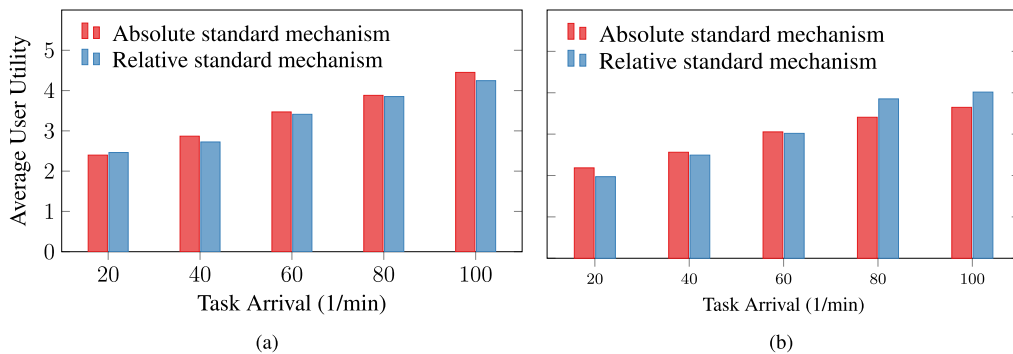 Absolute standard mechanism
Relative standard mechanism
Average User Utility
5
4
3
2
1
0
20 40 60 80 100
Task Arrival (1/min)
(a)
Absolute standard mechanism
Relative standard mechanism
20 40 60 80 100
Task Arrival (1/min)
(b)